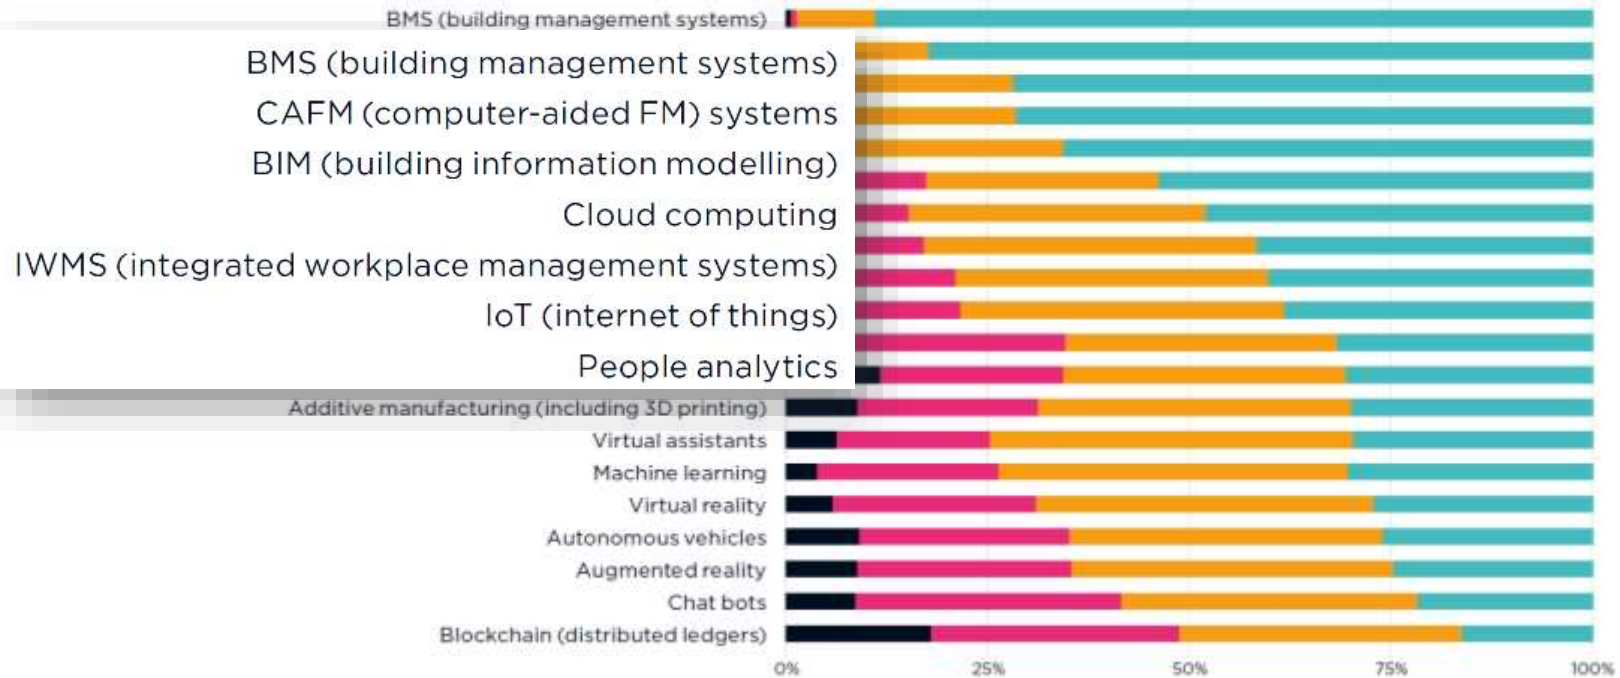 BMS (building management systems)
BMS (building management systems)
CAFM (computer-aided FM) systems
BIM (building information modelling)
Cloud computing
IWMS (integrated workplace management systems)
IoT (internet of things)
People analytics
Additive manufacturing (including 3D printing)
Virtual assistants
Machine learning
Virtual reality
Autonomous vehicles
Augmented reality
Chat bots
Blockchain (distributed ledgers)
0% 25% 50% 75% 100%